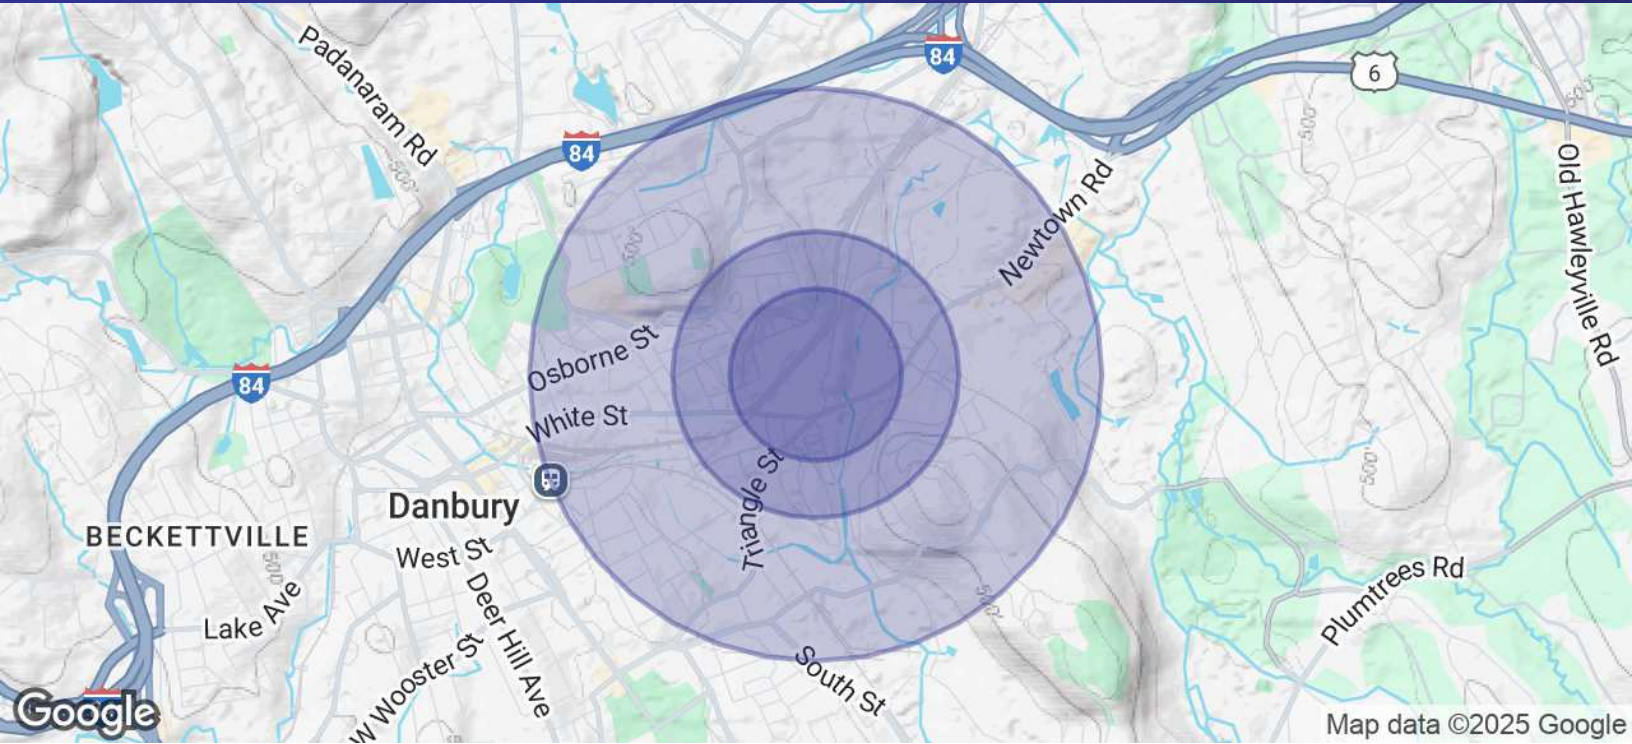 Padanaram Rd
84
6
84
500'
500'
Old Hawleyville Rd
Newtown Rd
500'
Osborne St
84
White St
Triangle St
500'
Danbury
BECKETTVILLE
West St
500'
Deer Hill Ave
Lake Ave
500'
Plumtrees Rd
W Wooster St
South St
Google
Map data ©2025 Google